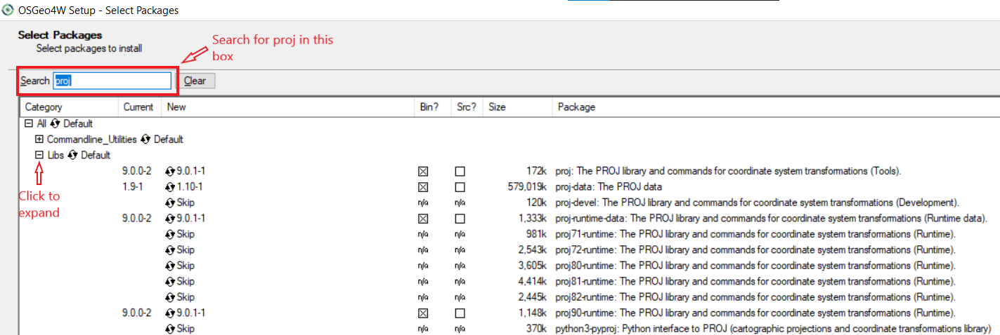 OSGeo4W Setup - Select Packages
Select Packages
Select packages to install
Search for proj in this
box
Search proj Clear
Category Current New Bin? Src? Size Package
All Default
Commandline_Utilities Default
Libs Default
9.0.0-2 9.0.1-1 172k proj: The PROJ library and commands for coordinate system transformations (Tools).
1.9-1 1.10-1 579,019k proj-data: The PROJ data
Click to
expand
Skip n/a n/a 120k proj-devel: The PROJ library and commands for coordinate system transformations (Development).
9.0.0-2 9.0.1-1 1,333k proj-runtime-data: The PROJ library and commands for coordinate system transformations (Runtime data).
Skip n/a n/a 981k proj71-runtime: The PROJ library and commands for coordinate system transformations (Runtime).
Skip n/a n/a 2,543k proj72-runtime: The PROJ library and commands for coordinate system transformations (Runtime).
Skip n/a n/a 3,605k proj80-runtime: The PROJ library and commands for coordinate system transformations (Runtime).
Skip n/a n/a 4,414k proj81-runtime: The PROJ library and commands for coordinate system transformations (Runtime).
Skip n/a n/a 2,445k proj82-runtime: The PROJ library and commands for coordinate system transformations (Runtime).
9.0.0-2 9.0.1-1 1,148k proj90-runtime: The PROJ library and commands for coordinate system transformations (Runtime).
Skip n/a n/a 370k python3-pyproj: Python interface to PROJ (cartographic projections and coordinate transformations library)